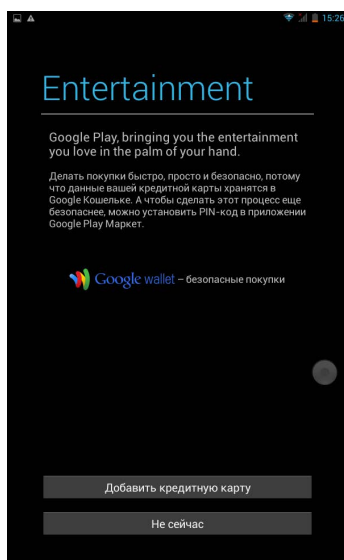 15:26
Entertainment
Google Play, bringing you the entertainment
you love in the palm of your hand.
Делать покупки быстро, просто и безопасно, потому
что данные вашей кредитной карты хранятся в
Google Кошельке. А чтобы сделать этот процесс еще
безопаснее, можно установить PIN-код в приложении
Google Play Маркет.
Google wallet – безопасные покупки
Добавить кредитную карту
Не сейчас